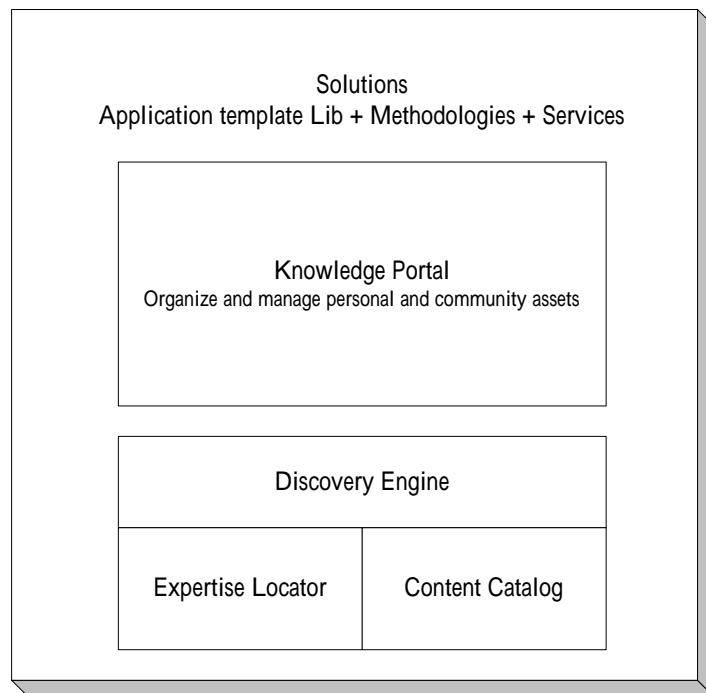 Solutions
Application template Lib + Methodologies + Services
Knowledge Portal
Organize and manage personal and community assets
Discovery Engine
Expertise Locator
Content Catalog